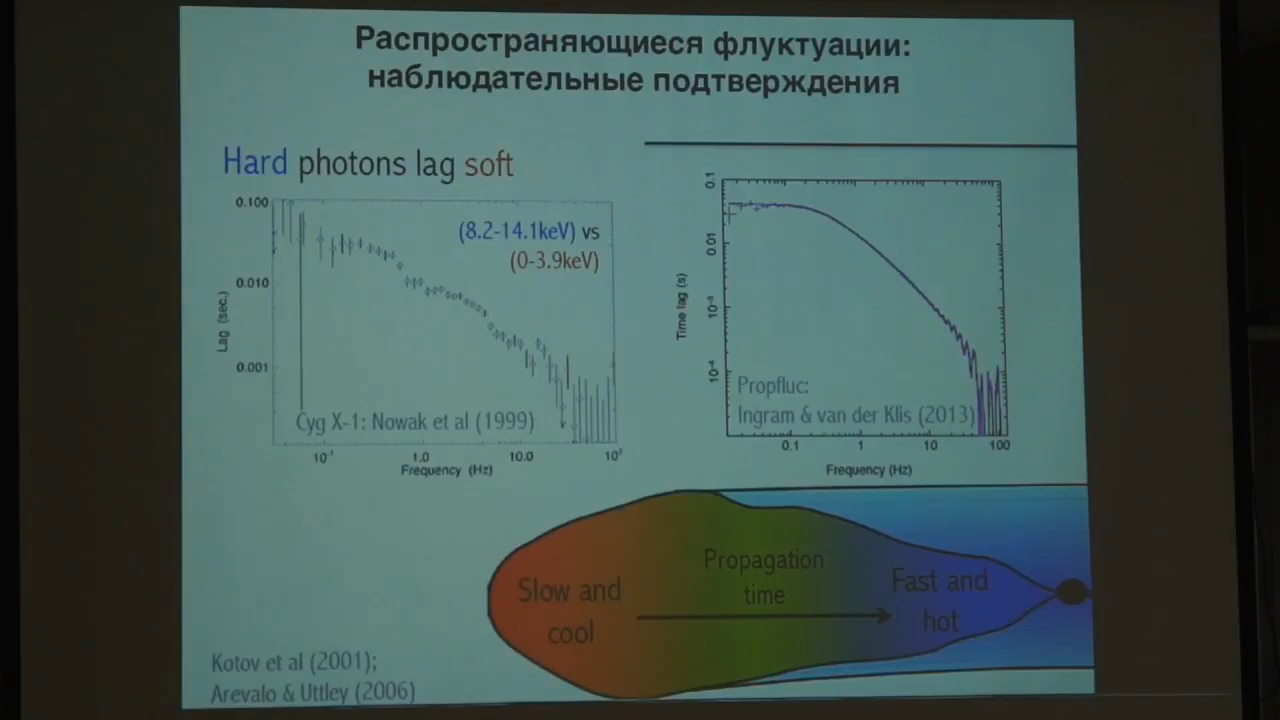 Распространяющиеся флуктуации:
наблюдательные подтверждения
Hard photons lag soft
(8.2-14.1keV) vs
(0-3.9keV)
0.100
0.010
0.001
Lag (sec.)
Cyg X-1: Nowak et al (1999)
10⁻¹
1.0
10.0
10²
Frequency (Hz)
0.1
0.01
10⁻³
10⁻⁴
Time lag (s)
Propfluc:
Ingram & van der Klis (2013)
0.1
1
10
100
Frequency (Hz)
Slow and
cool
Propagation
time
Fast and
hot
Kotov et al (2001);
Arevalo & Uttley (2006)